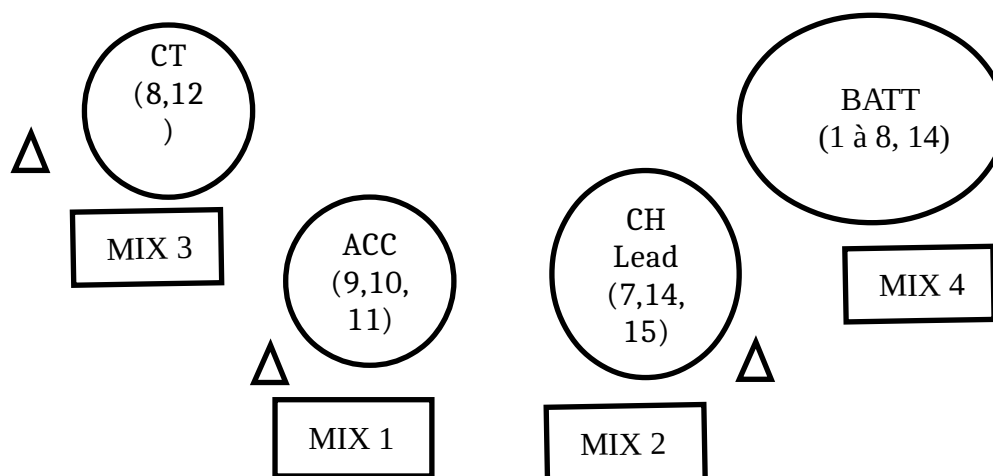 CT
(8,12
)
MIX 3
ACC
(9,10,
11)
MIX 1
CH
Lead
(7,14,
15)
MIX 2
BATT
(1 à 8, 14)
MIX 4